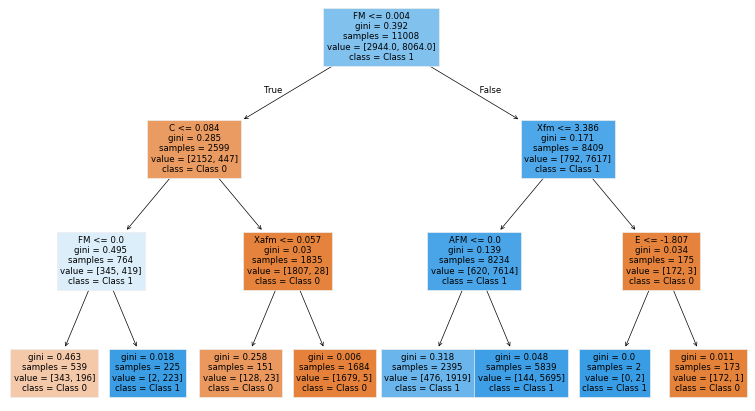 FM <= 0.004
gini = 0.392
samples = 11008
value = [2944.0, 8064.0]
class = Class 1
True
False
C <= 0.084
gini = 0.285
samples = 2599
value = [2152, 447]
class = Class 0
Xfm <= 3.386
gini = 0.171
samples = 8409
value = [792, 7617]
class = Class 1
FM <= 0.0
gini = 0.495
samples = 764
value = [345, 419]
class = Class 1
Xafm <= 0.057
gini = 0.03
samples = 1835
value = [1807, 28]
class = Class 0
AFM <= 0.0
gini = 0.139
samples = 8234
value = [620, 7614]
class = Class 1
E <= -1.807
gini = 0.034
samples = 175
value = [172, 3]
class = Class 0
gini = 0.463
samples = 539
value = [343, 196]
class = Class 0
gini = 0.018
samples = 225
value = [2, 223]
class = Class 1
gini = 0.258
samples = 151
value = [128, 23]
class = Class 0
gini = 0.006
samples = 1684
value = [1679, 5]
class = Class 0
gini = 0.318
samples = 2395
value = [476, 1919]
class = Class 1
gini = 0.048
samples = 5839
value = [144, 5695]
class = Class 1
gini = 0.0
samples = 2
value = [0, 2]
class = Class 1
gini = 0.011
samples = 173
value = [172, 1]
class = Class 0